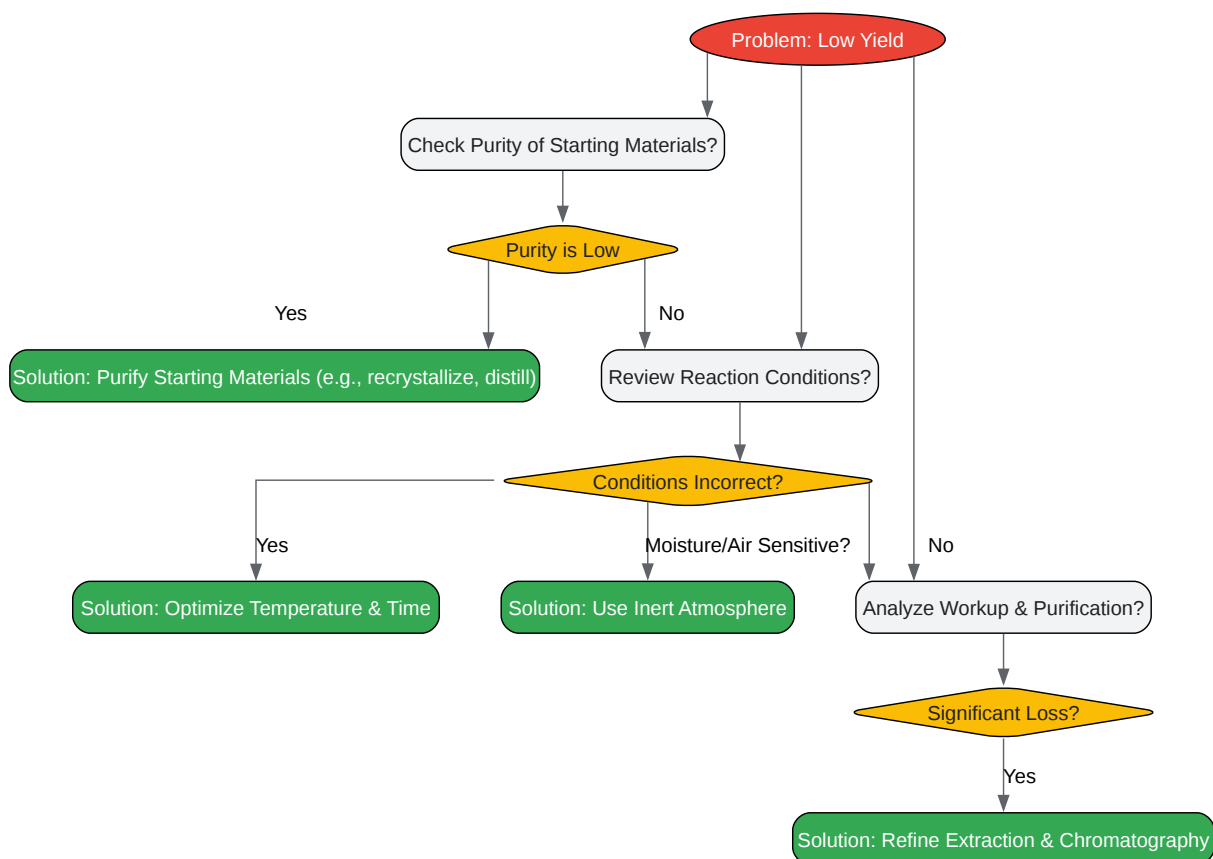 Problem: Low Yield
Check Purity of Starting Materials?
Purity is Low
Yes
No
Solution: Purify Starting Materials (e.g., recrystallize, distill)
Review Reaction Conditions?
Conditions Incorrect?
Yes
Moisture/Air Sensitive?
No
Solution: Optimize Temperature & Time
Solution: Use Inert Atmosphere
Analyze Workup & Purification?
Significant Loss?
Yes
Solution: Refine Extraction & Chromatography